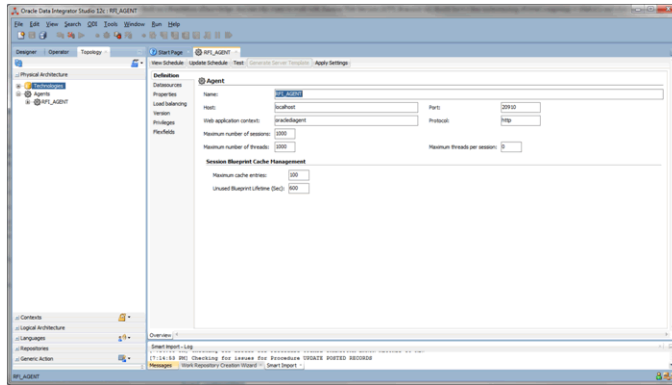 Oracle Data Integrator Studio 12c : RFI_AGENT
File Edit View Search ODI Tools Window Run Help
Designer Operator Topology
Start Page RFI_AGENT
View Schedule Update Schedule Test Generate Server Template Apply Settings
Physical Architecture
Technologies
Agents
RFI_AGENT
Definition
Datasources
Properties
Load balancing
Version
Privileges
Flexfields
Agent
Name: RFI_AGENT
Host: localhost Port: 20910
Web application context: oraclediagent Protocol: http
Maximum number of sessions: 1000
Maximum number of threads: 1000 Maximum threads per session: 0
Session Blueprint Cache Management
Maximum cache entries: 100
Unused Blueprint Lifetime (Sec): 600
Contexts
Logical Architecture
Languages
Repositories
Generic Action
Overview
Smart Import - Log
[7:14:53 PM] Checking for issues for Procedure UPDATE POSTED RECORDS
Messages Work Repository Creation Wizard Smart Import
RFI_AGENT